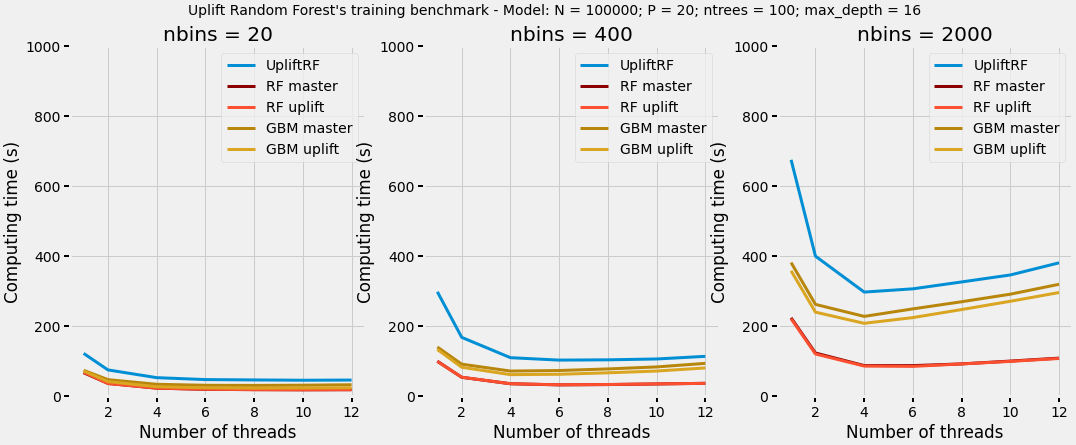 Uplift Random Forest's training benchmark - Model: N = 100000; P = 20; ntrees = 100; max_depth = 16
nbins = 20
1000
800
600
400
200
0
Computing time (s)
2
4
6
8
10
12
Number of threads
UpliftRF
RF master
RF uplift
GBM master
GBM uplift
nbins = 400
1000
800
600
400
200
0
Computing time (s)
2
4
6
8
10
12
Number of threads
UpliftRF
RF master
RF uplift
GBM master
GBM uplift
nbins = 2000
1000
800
600
400
200
0
Computing time (s)
2
4
6
8
10
12
Number of threads
UpliftRF
RF master
RF uplift
GBM master
GBM uplift